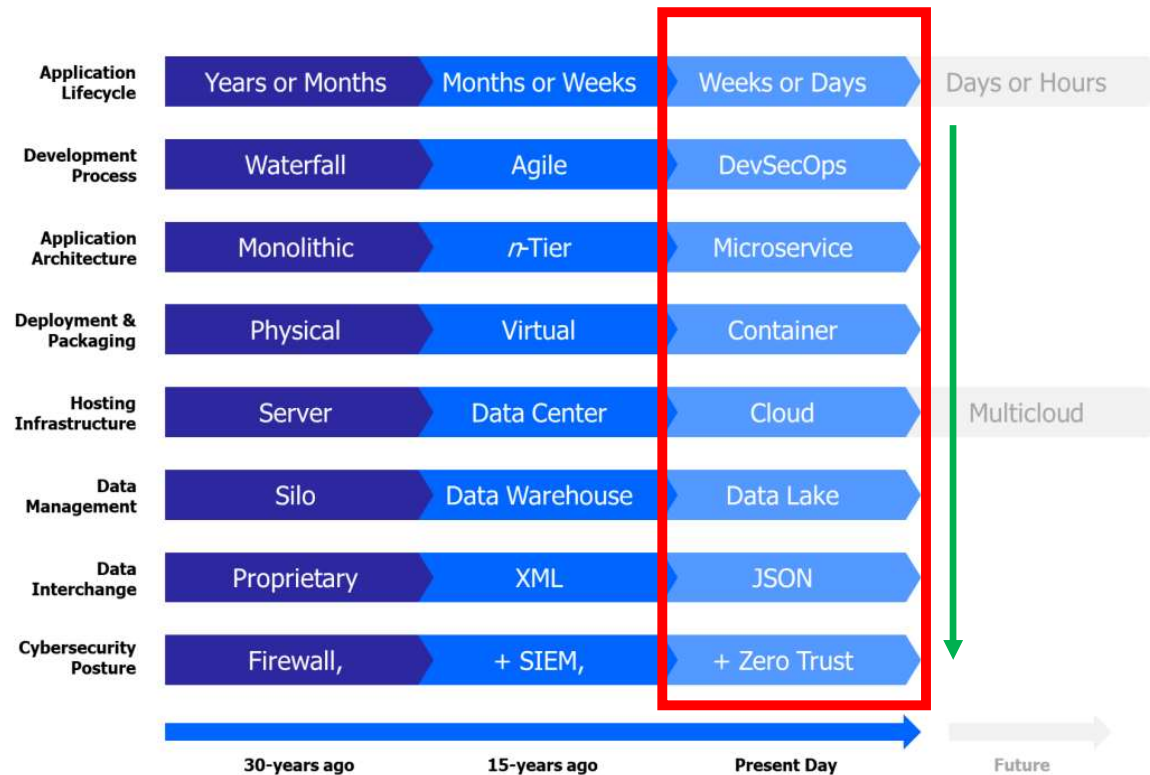 Application
Lifecycle
Years or Months
Months or Weeks
Weeks or Days
Days or Hours
Development
Process
Waterfall
Agile
DevSecOps
Application
Architecture
Monolithic
n-Tier
Microservice
Deployment &
Packaging
Physical
Virtual
Container
Hosting
Infrastructure
Server
Data Center
Cloud
Multicloud
Data
Management
Silo
Data Warehouse
Data Lake
Data
Interchange
Proprietary
XML
JSON
Cybersecurity
Posture
Firewall,
+ SIEM,
+ Zero Trust
30-years ago
15-years ago
Present Day
Future